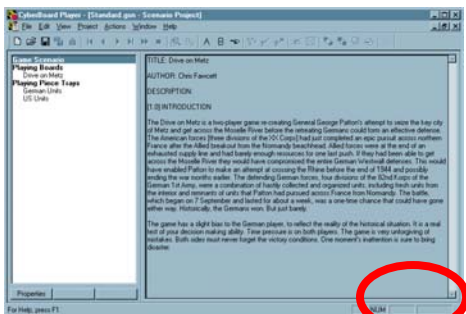 CyberBoard Player - [Standard.gsn - Scenario Project]
File Edit View Project Actions Window Help
A B
Game Scenario
Playing Boards
Drive on Metz
Playing Piece Trays
German Units
US Units
TITLE: Drive on Metz
AUTHOR: Chris Fawcett
DESCRIPTION:
[1.0] INTRODUCTION
The Drive on Metz is a two-player game re-creating General George Patton's attempt to seize the key city
of Metz and get across the Moselle River before the retreating Germans could form an effective defense.
The American forces [three divisions of the XX Corps] had just completed an epic pursuit across northern
France after the Allied breakout from the Normandy beachhead. Allied forces were at the end of an
exhausted supply line and had barely enough resources for one last push. If they had been able to get
across the Moselle River they would have compromised the entire German Westwall defenses. This would
have enabled Patton to make an attempt at crossing the Rhine before the end of 1944 and possibly
ending the war months earlier. The defending German forces, four divisions of the 82nd Corps of the
German 1st Army, were a combination of hastily collected and organized units, including fresh units from
the interior and remnants of units that Patton had pursued across France from Normandy. The battle,
which began on 7 September and lasted for about a week, was a one-time chance that could have gone
either way. Historically, the Germans won. But just barely.
The game has a slight bias to the German player, to reflect the reality of the historical situation. It is a real
test of your decision making ability. Time pressure is on both players. The game is very unforgiving of
mistakes. Both sides must never forget the victory conditions. One moment's inattention is sure to bring
disaster.
Properties
For Help, press F1
NUM